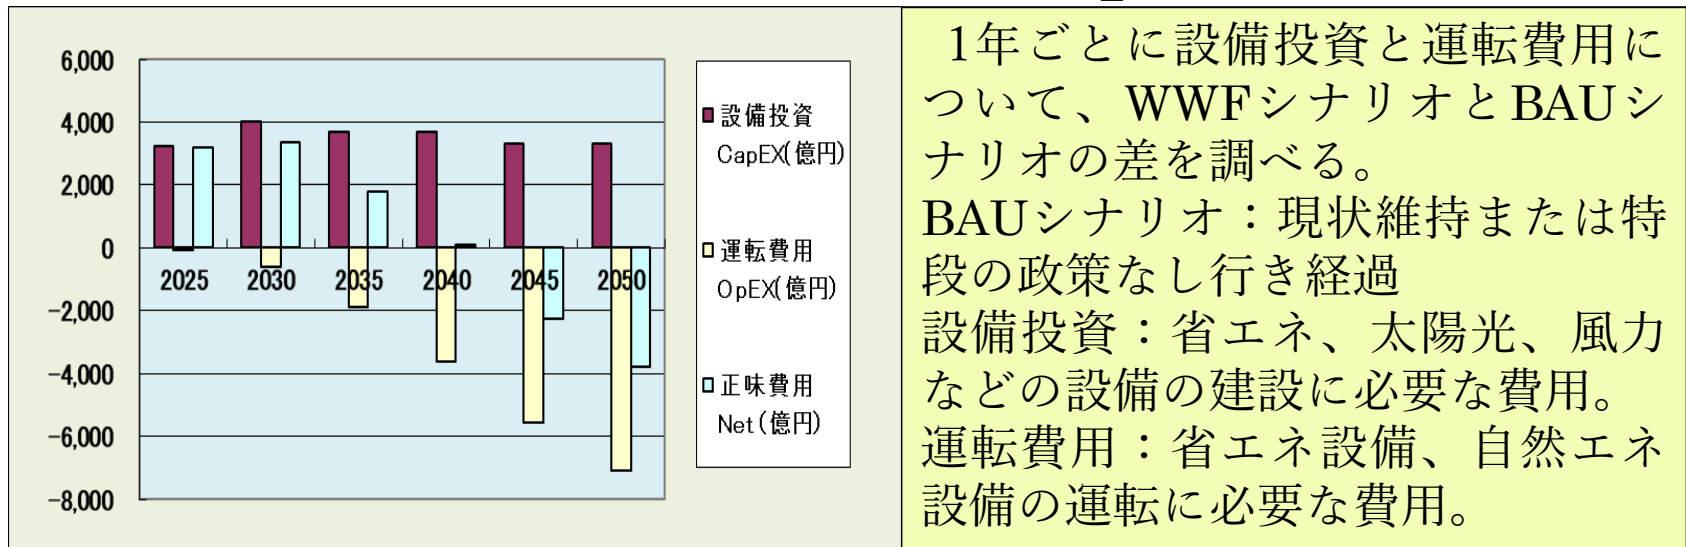 6,000
4,000
2,000
0
-2,000
-4,000
-6,000
-8,000
2025 2030 2035 2040 2045 2050
設備投資
CapEX(億円)
運転費用
OpEX(億円)
正味費用
Net(億円)
1年ごとに設備投資と運転費用に
ついて、WWFシナリオとBAUシ
ナリオの差を調べる。
BAUシナリオ：現状維持または特
段の政策なし行き経過
設備投資：省エネ、太陽光、風力
などの設備の建設に必要な費用。
運転費用：省エネ設備、自然エネ
設備の運転に必要な費用。